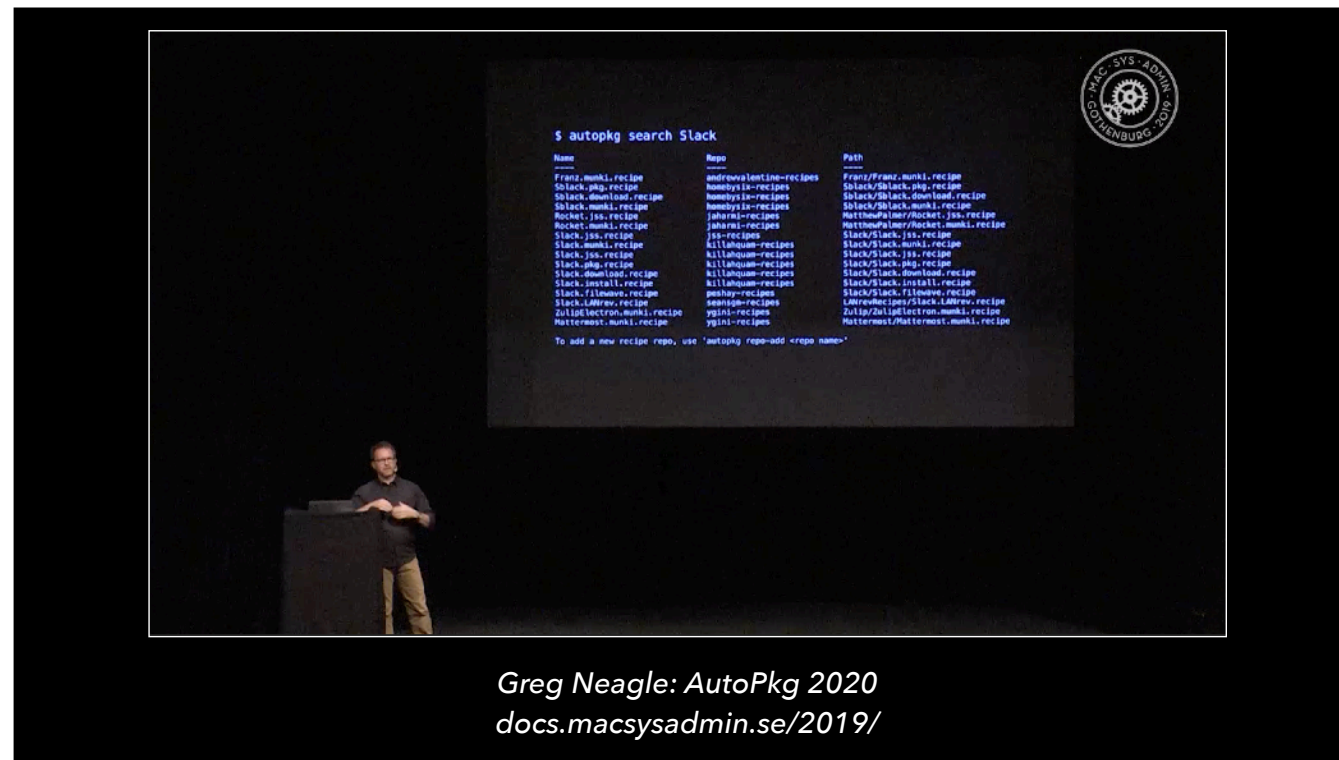 MAC·SYS·ADMIN·
GOTHENBURG·2019
$ autopkg search Slack
Name Repo Path
Franz.munki.recipe andrewvalentine-recipes Franz/Franz.munki.recipe
Sblack.pkg.recipe homebysix-recipes Sblack/Sblack.pkg.recipe
Sblack.download.recipe homebysix-recipes Sblack/Sblack.download.recipe
Sblack.munki.recipe homebysix-recipes Sblack/Sblack.munki.recipe
Rocket.jss.recipe jaharmi-recipes MatthewPalmer/Rocket.jss.recipe
Rocket.munki.recipe jaharmi-recipes MatthewPalmer/Rocket.munki.recipe
Slack.jss.recipe jss-recipes Slack/Slack.jss.recipe
Slack.munki.recipe killahquam-recipes Slack/Slack.munki.recipe
Slack.jss.recipe killahquam-recipes Slack/Slack.jss.recipe
Slack.pkg.recipe killahquam-recipes Slack/Slack.pkg.recipe
Slack.download.recipe killahquam-recipes Slack/Slack.download.recipe
Slack.install.recipe killahquam-recipes Slack/Slack.install.recipe
Slack.filewave.recipe peshay-recipes Slack/Slack.filewave.recipe
Slack.LANrev.recipe seansgm-recipes LANrevRecipes/Slack.LANrev.recipe
ZulipElectron.munki.recipe ygini-recipes Zulip/ZulipElectron.munki.recipe
Mattermost.munki.recipe ygini-recipes Mattermost/Mattermost.munki.recipe
To add a new recipe repo, use 'autopkg repo-add <repo name>'
Greg Neagle: AutoPkg 2020
docs.macsysadmin.se/2019/